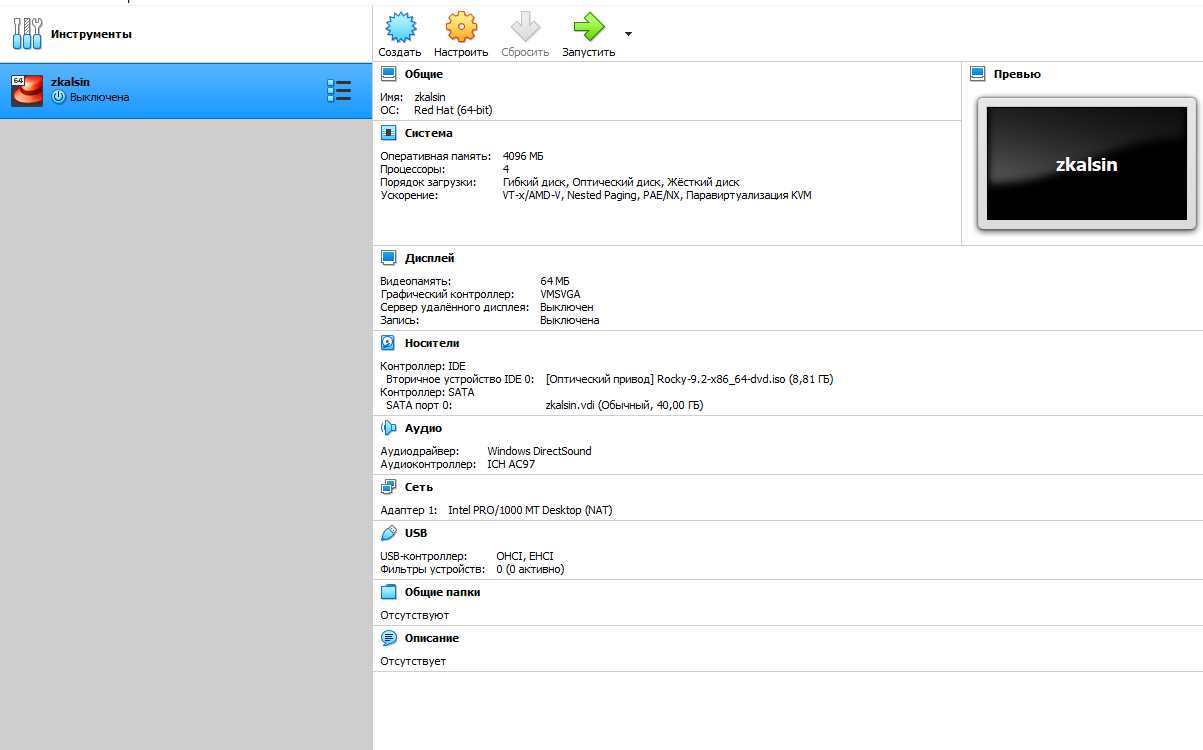 Инструменты
64
zkalsin
Выключена
Создать Настроить Сбросить Запустить
Общие
Имя: zkalsin
ОС: Red Hat (64-bit)
Превью
zkalsin
Система
Оперативная память: 4096 МБ
Процессоры: 4
Порядок загрузки: Гибкий диск, Оптический диск, Жёсткий диск
Ускорение: VT-x/AMD-V, Nested Paging, PAE/NX, Паравиртуализация KVM
Дисплей
Видеопамять: 64 МБ
Графический контроллер: VMSVGA
Сервер удалённого дисплея: Выключен
Запись: Выключена
Носители
Контроллер: IDE
Вторичное устройство IDE 0: [Оптический привод] Rocky-9.2-x86_64-dvd.iso (8,81 ГБ)
Контроллер: SATA
SATA порт 0: zkalsin.vdi (Обычный, 40,00 ГБ)
Аудио
Аудиодрайвер: Windows DirectSound
Аудиоконтроллер: ICH AC97
Сеть
Адаптер 1: Intel PRO/1000 MT Desktop (NAT)
USB
USB-контроллер: OHCI, EHCI
Фильтры устройств: 0 (0 активно)
Общие папки
Отсутствуют
Описание
Отсутствует